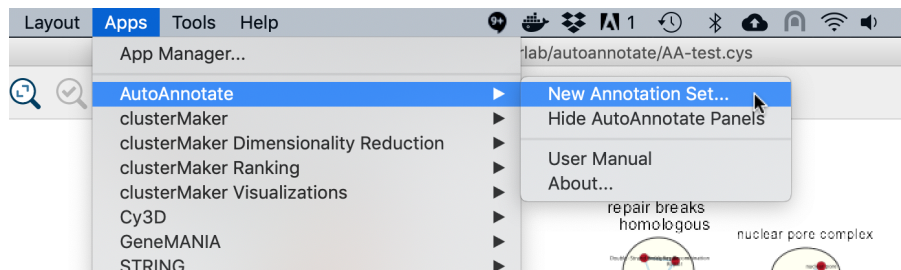 Layout Apps Tools Help 9+ 1
rlab/autoannotate/AA-test.cys
App Manager...
AutoAnnotate
New Annotation Set...
clusterMaker
Hide AutoAnnotate Panels
clusterMaker Dimensionality Reduction
clusterMaker Ranking
User Manual
clusterMaker Visualizations
About...
Cy3D
GeneMANIA
STRING
repair breaks
homologous
nuclear pore complex